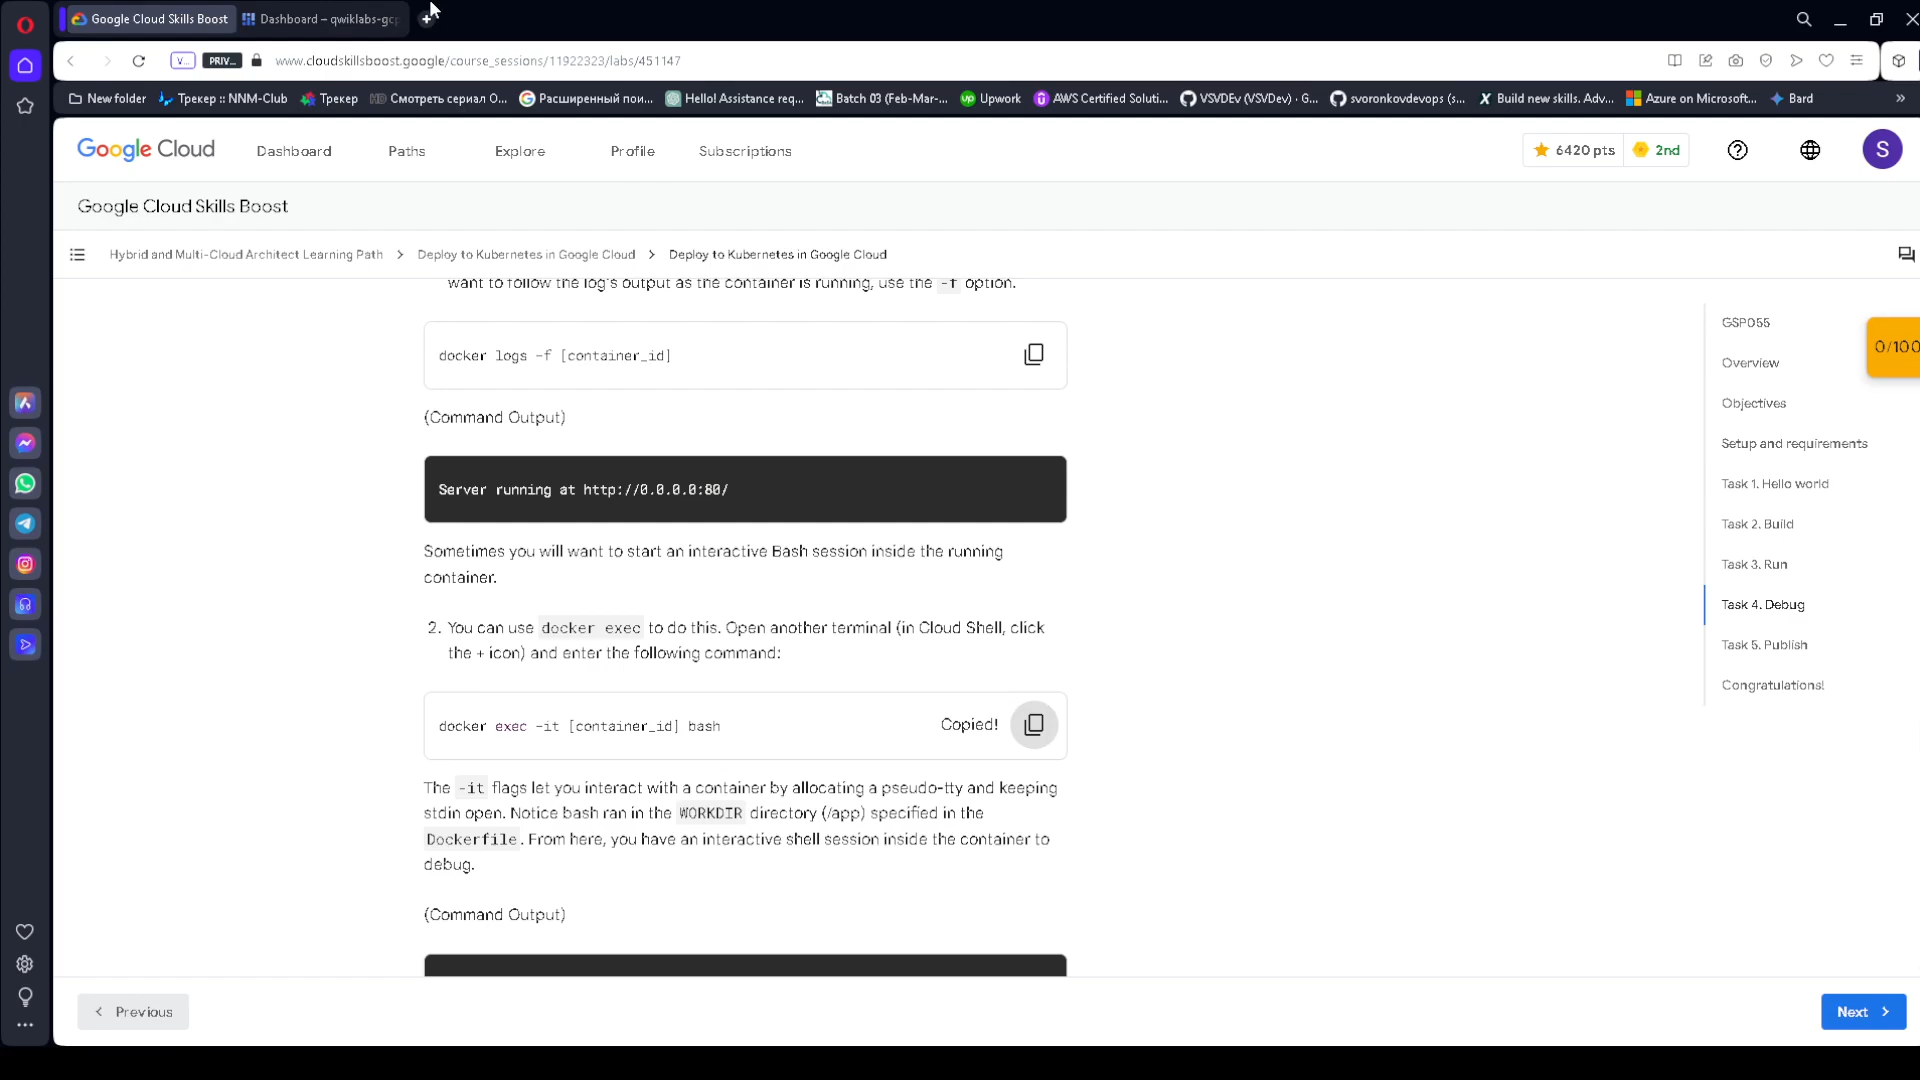 Google Cloud Skills Boost
Dashboard – qwiklabs-gcp
V...
PRIV...
www.cloudskillsboost.google/course_sessions/11922323/labs/451147
New folder
Трекер :: NNM-Club
Трекер
Смотреть сериал O...
Расширенный пои...
Hello! Assistance req...
Batch 03 (Feb-Mar-...
Upwork
AWS Certified Soluti...
VSVDEv (VSVDev) · G...
svoronkovdevops (s...
Build new skills. Adv...
Azure on Microsoft...
Bard
»
Google Cloud
Dashboard
Paths
Explore
Profile
Subscriptions
6420 pts
2nd
S
Google Cloud Skills Boost
Hybrid and Multi-Cloud Architect Learning Path > Deploy to Kubernetes in Google Cloud > Deploy to Kubernetes in Google Cloud
want to follow the log's output as the container is running, use the -f option.
docker logs -f [container_id]
(Command Output)
Server running at http://0.0.0.0:80/
Sometimes you will want to start an interactive Bash session inside the running
container.
2. You can use docker exec to do this. Open another terminal (in Cloud Shell, click
the + icon) and enter the following command:
docker exec -it [container_id] bash
Copied!
The -it flags let you interact with a container by allocating a pseudo-tty and keeping
stdin open. Notice bash ran in the WORKDIR directory (/app) specified in the
Dockerfile. From here, you have an interactive shell session inside the container to
debug.
(Command Output)
GSP055
Overview
Objectives
Setup and requirements
Task 1. Hello world
Task 2. Build
Task 3. Run
Task 4. Debug
Task 5. Publish
Congratulations!
0/100
Previous
Next